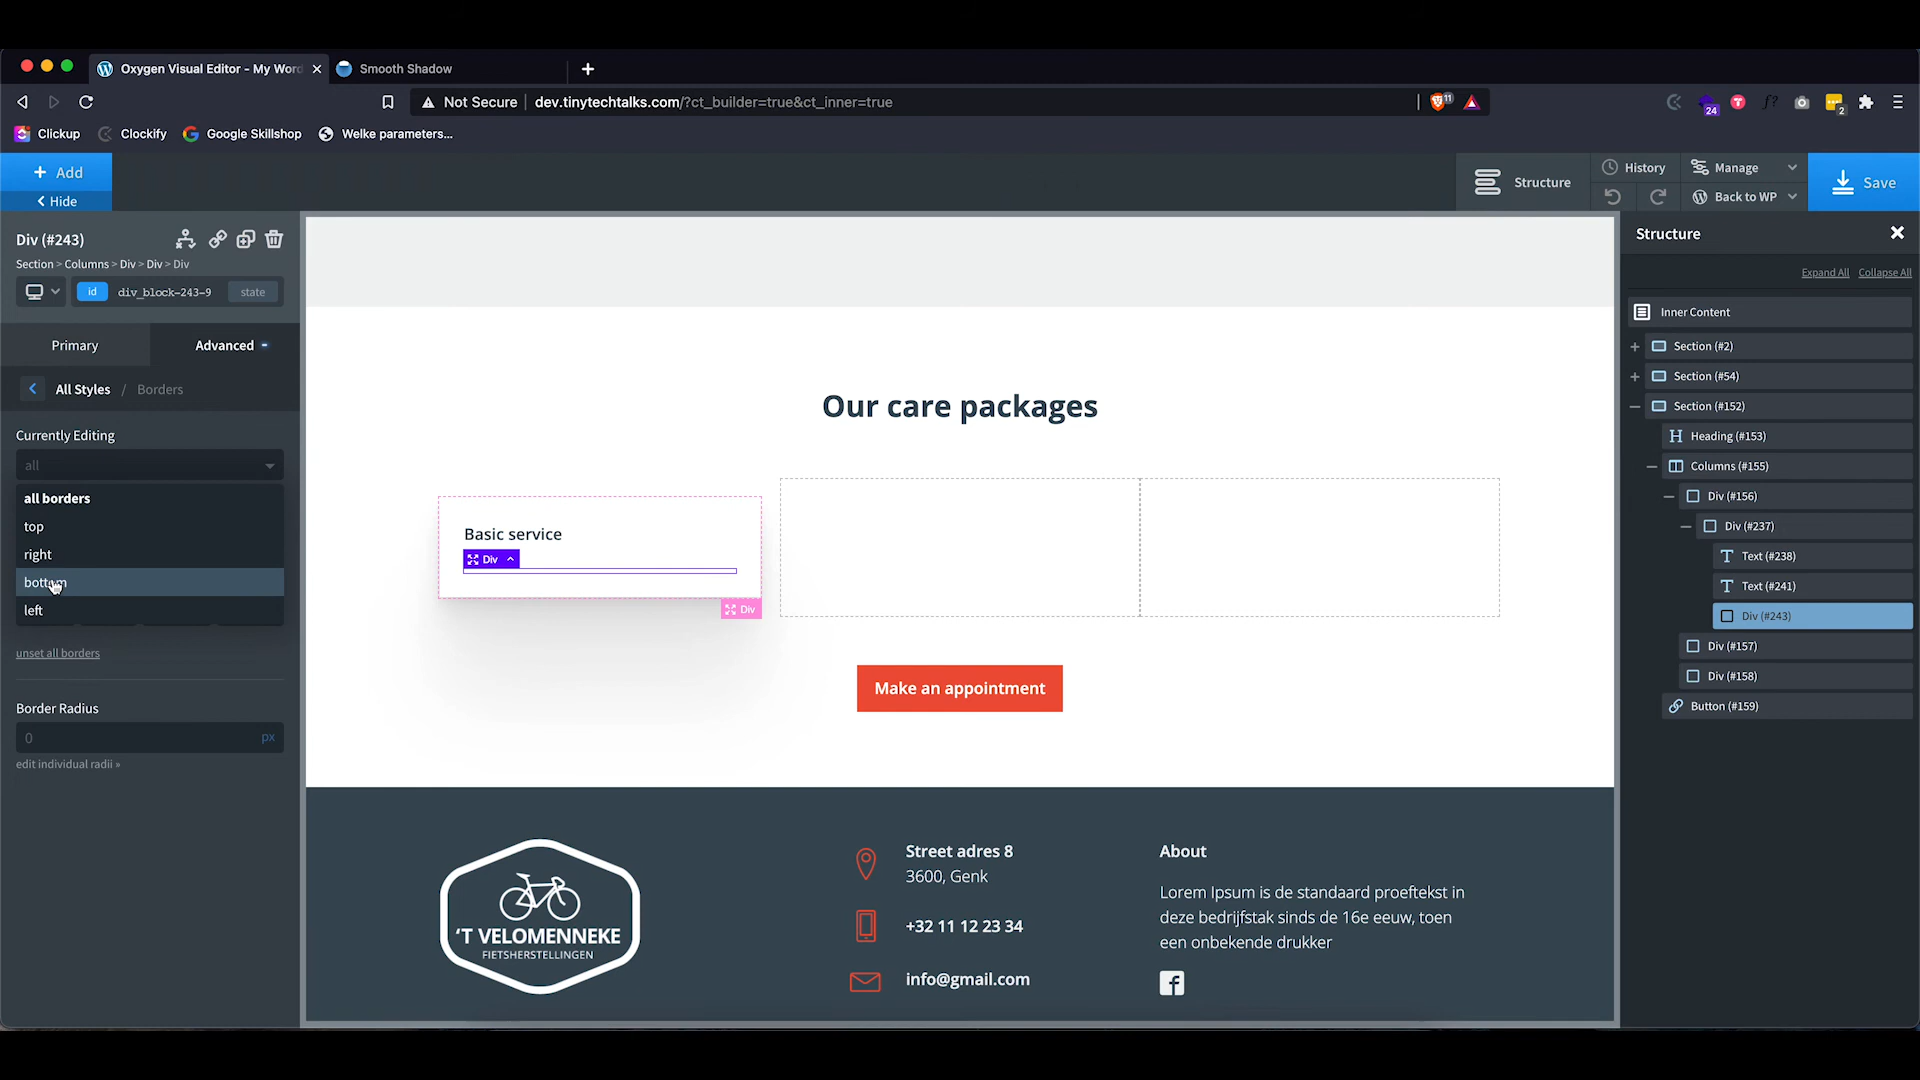 Oxygen Visual Editor - My Word
Smooth Shadow
Not Secure
dev.tinytechtalks.com/?ct_builder=true&ct_inner=true
11
24
2
Clickup
Clockify
Google Skillshop
Welke parameters...
+ Add
Hide
Structure
History
Manage
Back to WP
Save
Div (#243)
Section > Columns > Div > Div > Div
id
div_block-243-9
state
Primary
Advanced
All Styles / Borders
Currently Editing
all
all borders
top
right
bottom
left
unset all borders
Border Radius
0
px
edit individual radii »
Our care packages
Basic service
Div
Div
Make an appointment
'T VELOMENNEKE
FIETSHERSTELLINGEN
Street adres 8
3600, Genk
+32 11 12 23 34
info@gmail.com
About
Lorem Ipsum is de standaard proeftekst in
deze bedrijfstak sinds de 16e eeuw, toen
een onbekende drukker
Structure
Expand All
Collapse All
Inner Content
Section (#2)
Section (#54)
Section (#152)
Heading (#153)
Columns (#155)
Div (#156)
Div (#237)
Text (#238)
Text (#241)
Div (#243)
Div (#157)
Div (#158)
Button (#159)